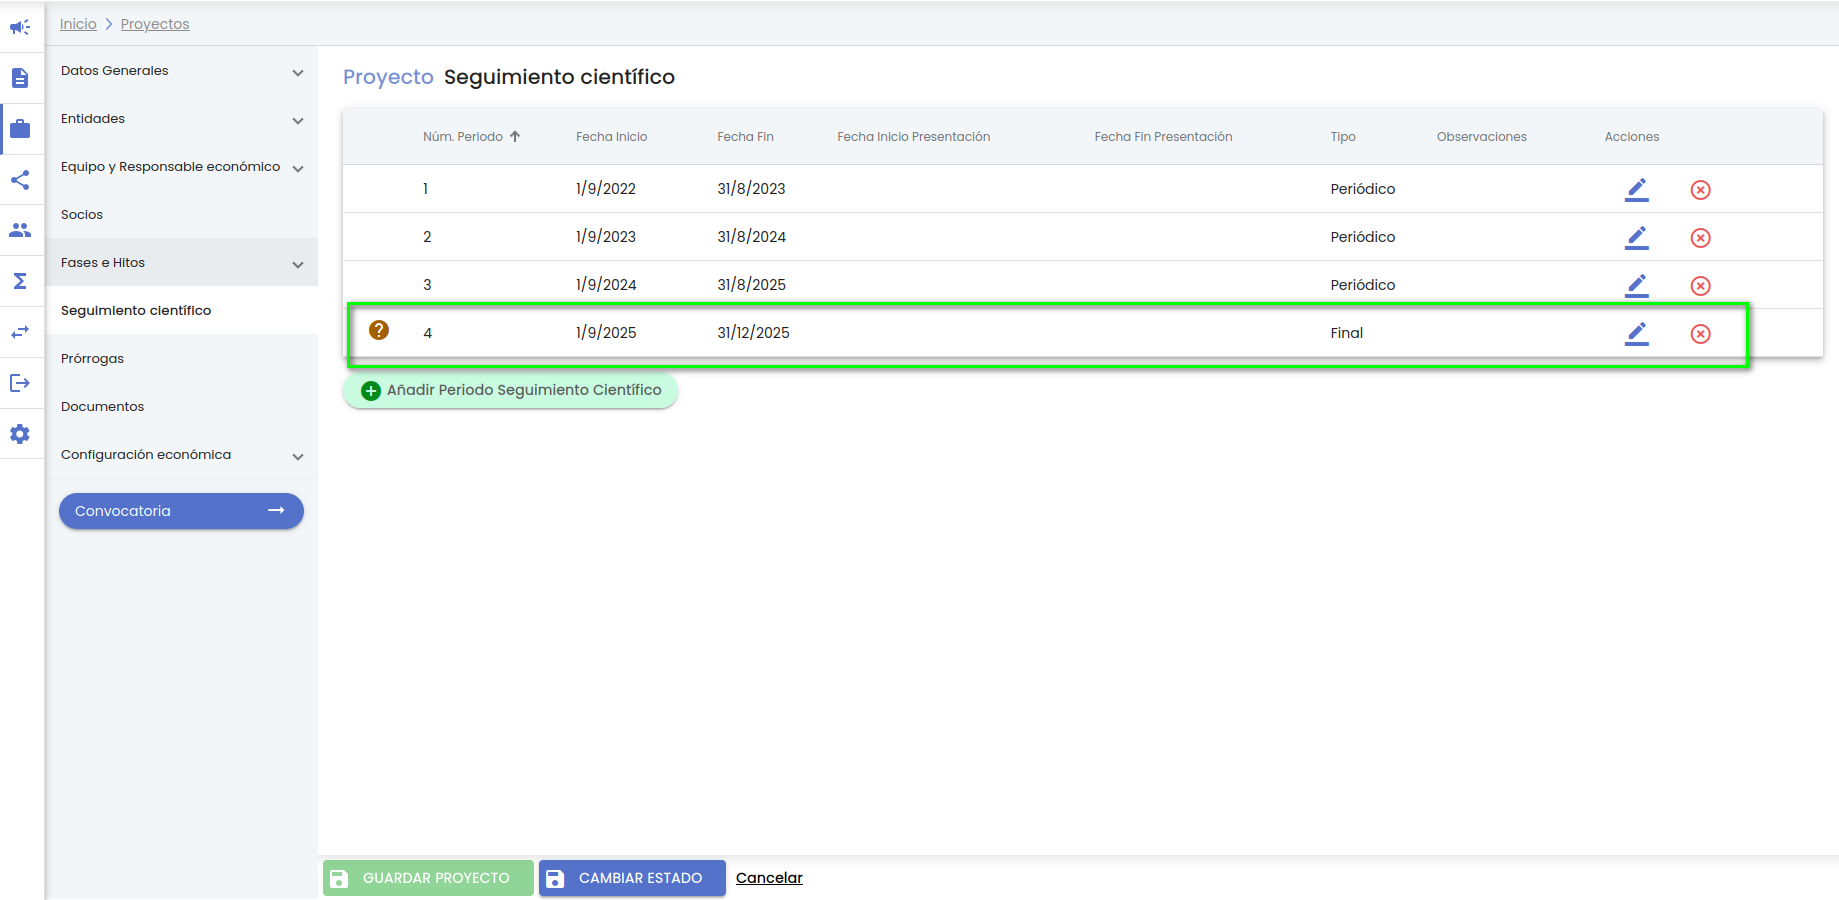 Inicio > Proyectos
Datos Generales
Entidades
Equipo y Responsable económico
Socios
Fases e Hitos
Seguimiento científico
Prórrogas
Documentos
Configuración económica
Convocatoria →
Proyecto Seguimiento científico
Núm. Periodo ↑ Fecha Inicio Fecha Fin Fecha Inicio Presentación Fecha Fin Presentación Tipo Observaciones Acciones
1 1/9/2022 31/8/2023 Periódico
2 1/9/2023 31/8/2024 Periódico
3 1/9/2024 31/8/2025 Periódico
? 4 1/9/2025 31/12/2025 Final
Añadir Periodo Seguimiento Científico
GUARDAR PROYECTO CAMBIAR ESTADO Cancelar